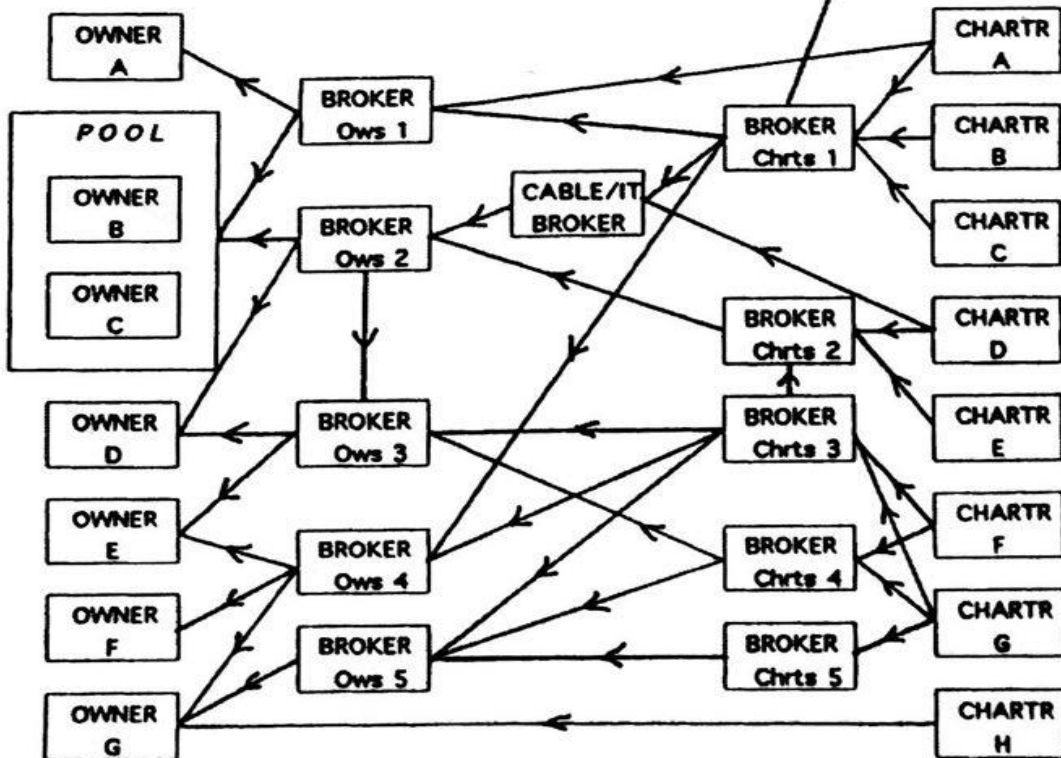 OWNER
A
POOL
OWNER
B
OWNER
C
OWNER
D
OWNER
E
OWNER
F
OWNER
G
BROKER
Ows 1
BROKER
Ows 2
BROKER
Ows 3
BROKER
Ows 4
BROKER
Ows 5
CABLE/IT
BROKER
BROKER
Chrts 1
BROKER
Chrts 2
BROKER
Chrts 3
BROKER
Chrts 4
BROKER
Chrts 5
CHARTR
A
CHARTR
B
CHARTR
C
CHARTR
D
CHARTR
E
CHARTR
F
CHARTR
G
CHARTR
H